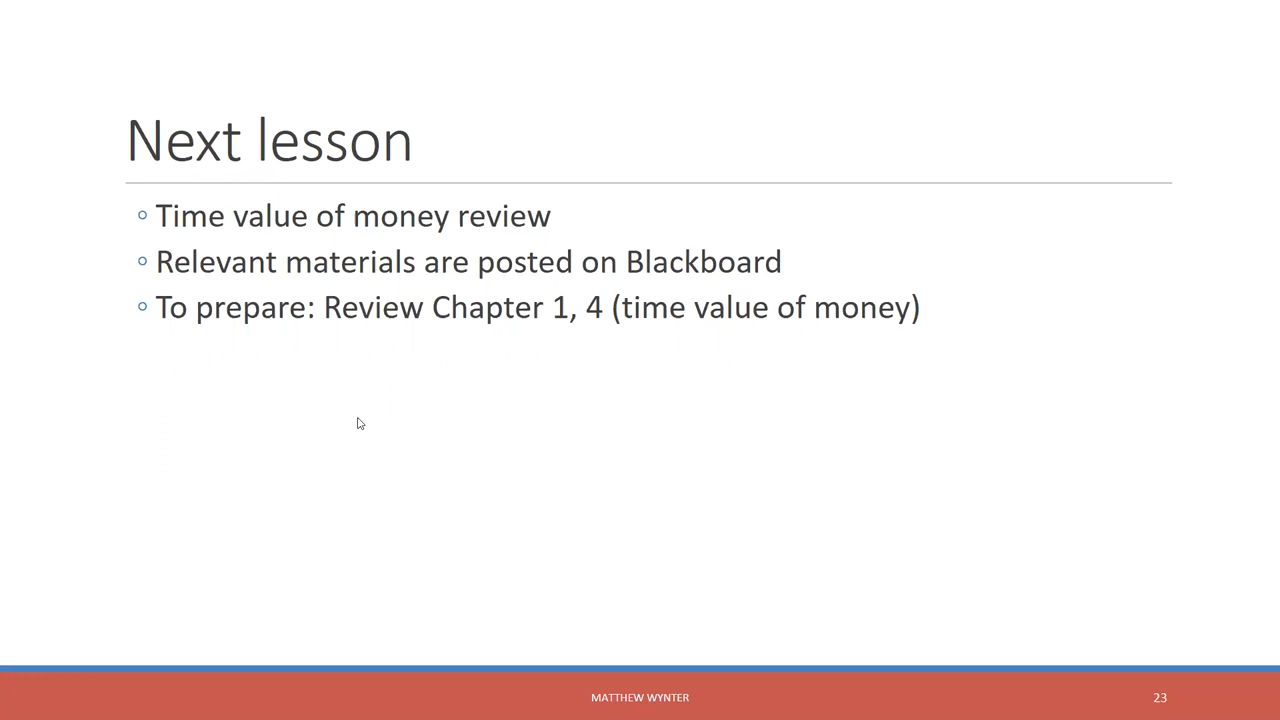 Next lesson
◦ Time value of money review
◦ Relevant materials are posted on Blackboard
◦ To prepare: Review Chapter 1, 4 (time value of money)
MATTHEW WYNTER
23